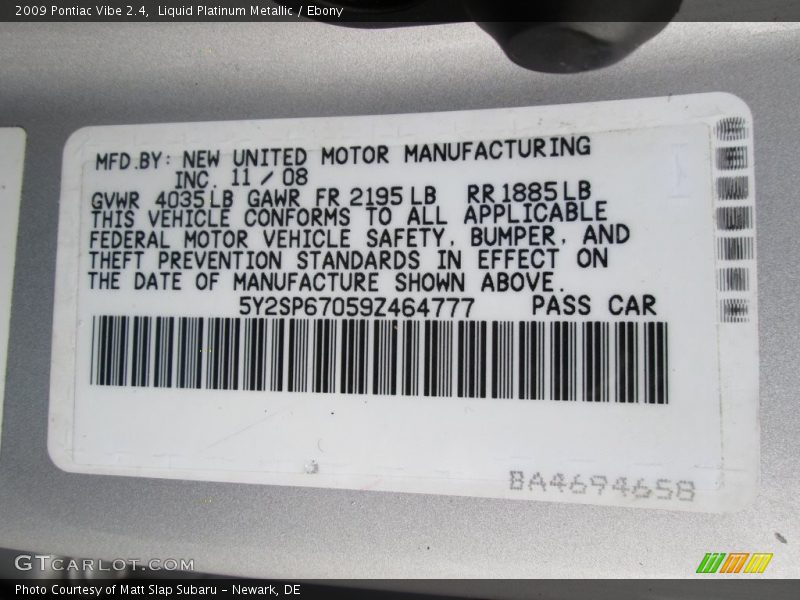 2009 Pontiac Vibe 2.4,  Liquid Platinum Metallic / Ebony
MFD.BY: NEW UNITED MOTOR MANUFACTURING
INC. 11 / 08
GVWR 4035 LB GAWR FR 2195 LB RR 1885 LB
THIS VEHICLE CONFORMS TO ALL APPLICABLE
FEDERAL MOTOR VEHICLE SAFETY, BUMPER, AND
THEFT PREVENTION STANDARDS IN EFFECT ON
THE DATE OF MANUFACTURE SHOWN ABOVE.
5Y2SP67059Z464777 PASS CAR
BA4694658
GTCARLOT.COM
Photo Courtesy of Matt Slap Subaru - Newark, DE